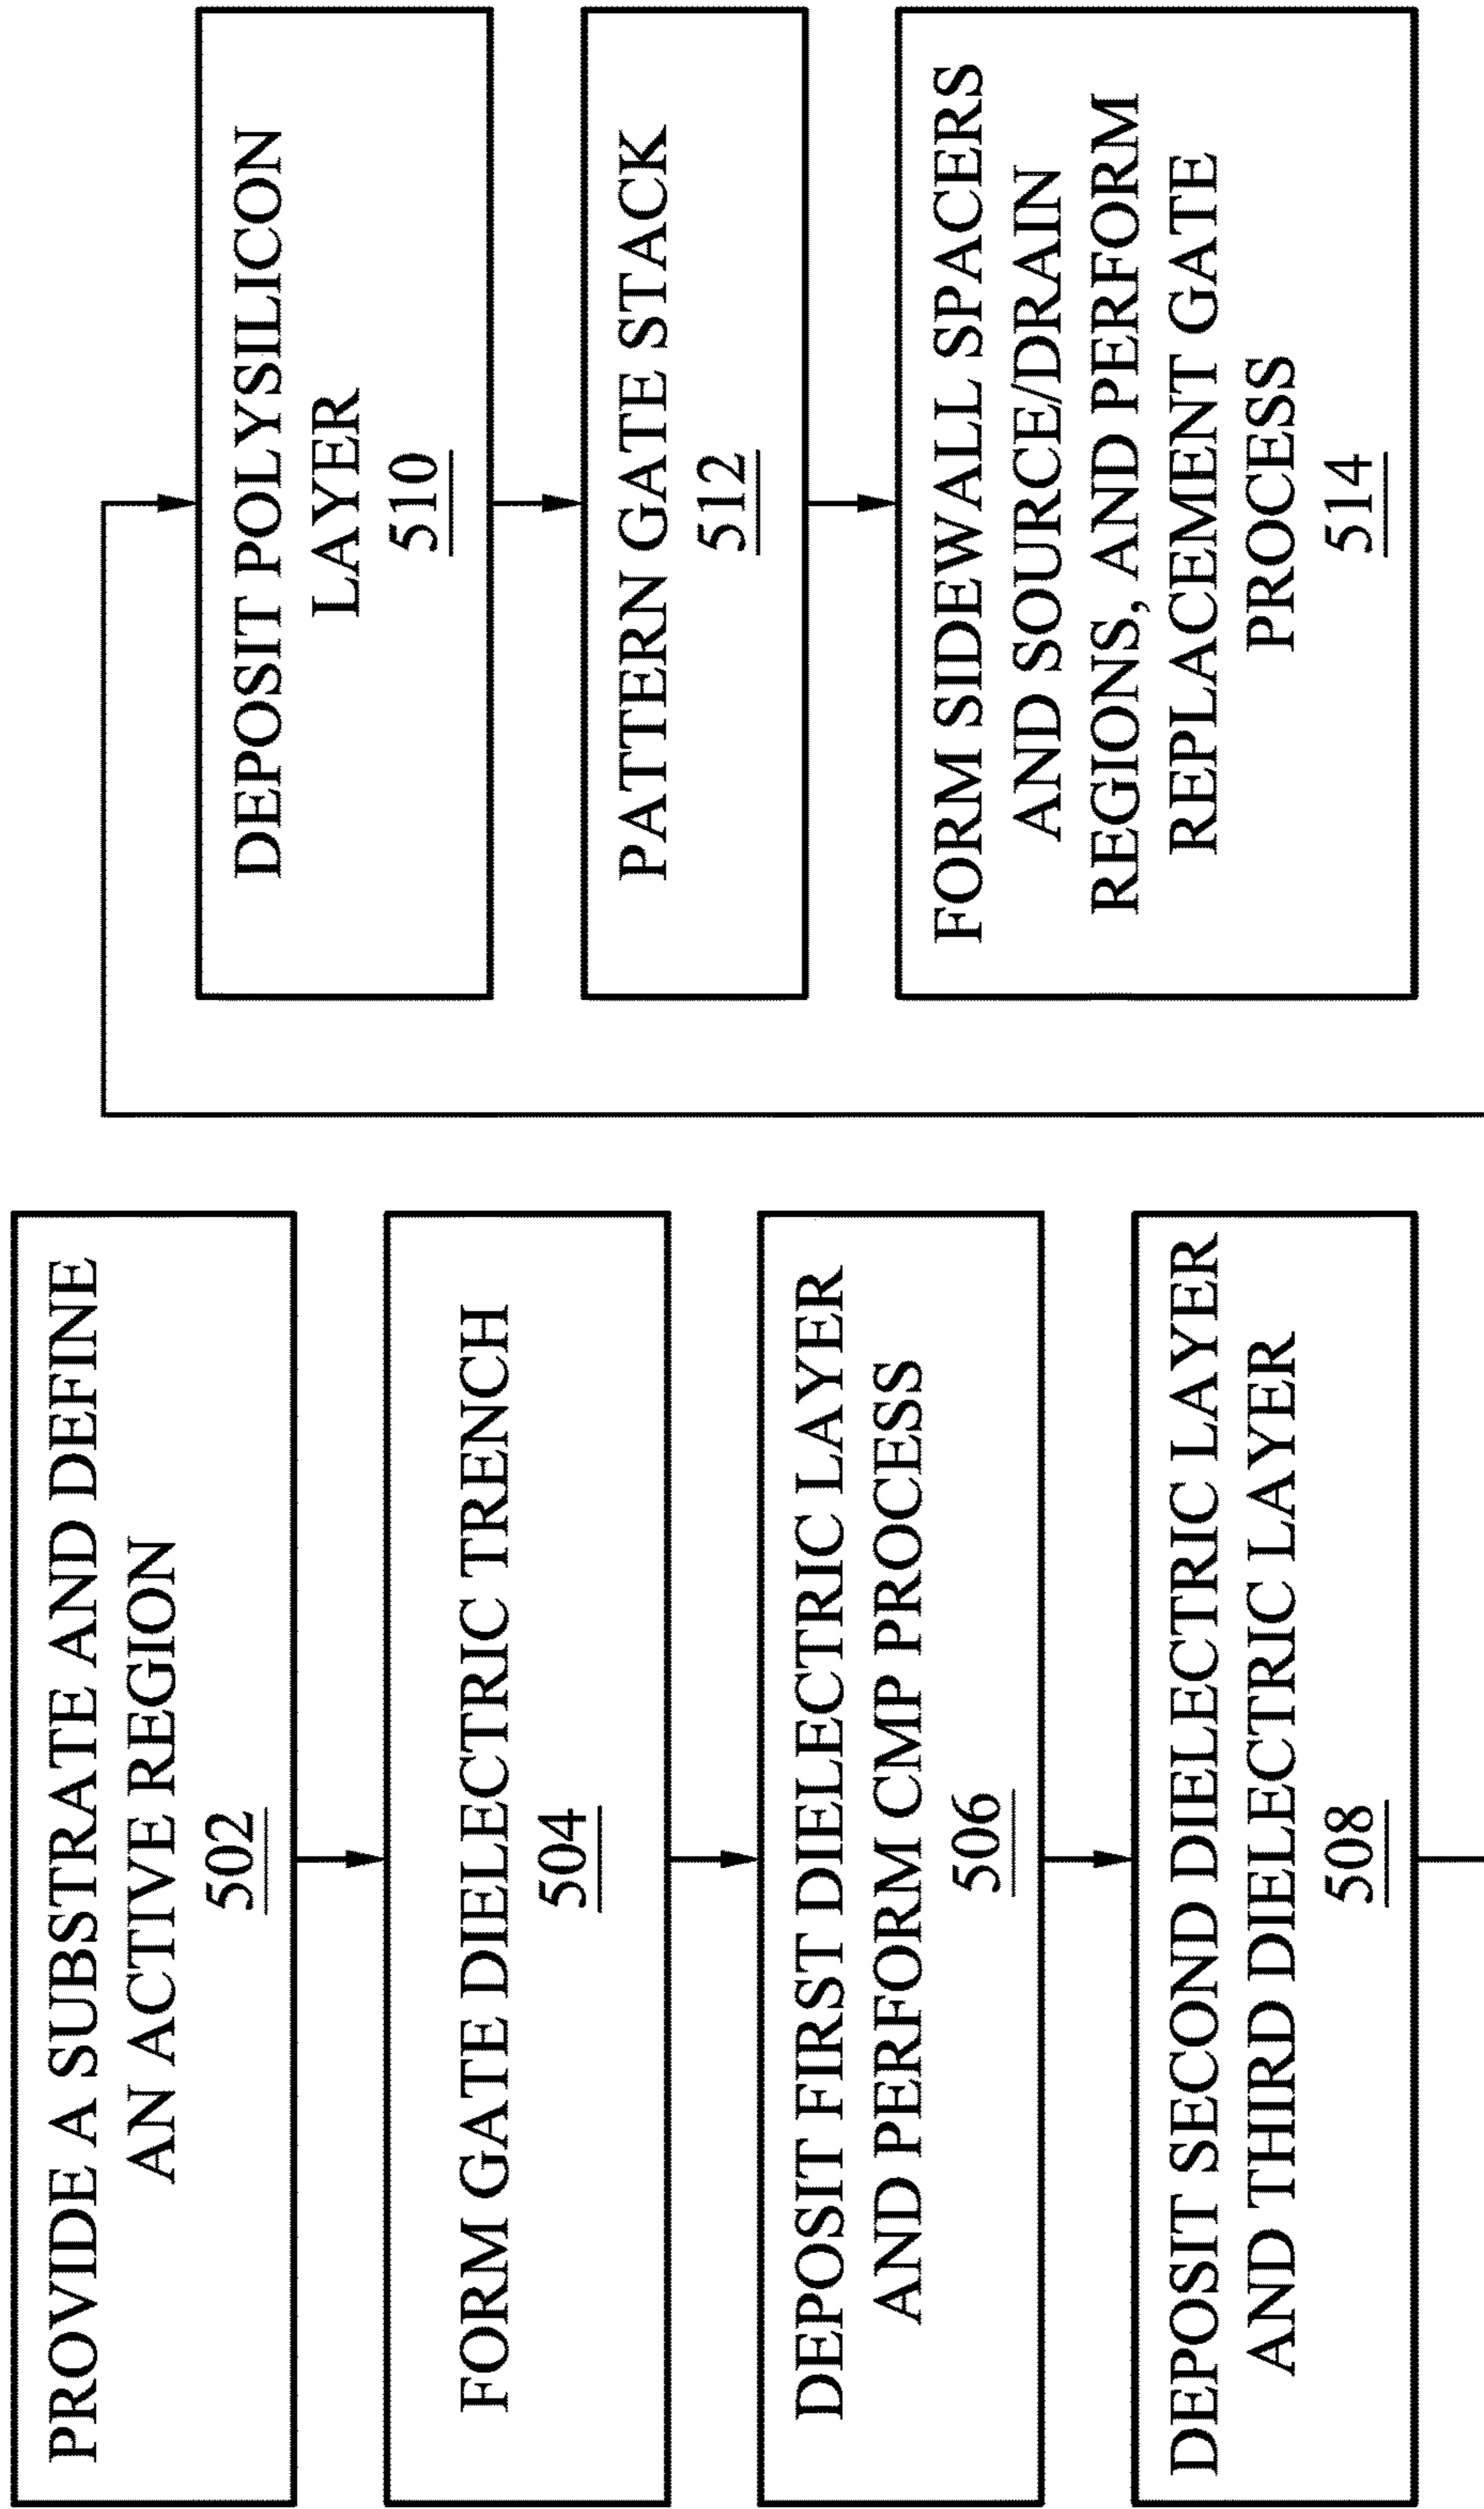 PROVIDE A SUBSTRATE AND DEFINE
AN ACTIVE REGION
502
FORM GATE DIELECTRIC TRENCH
504
DEPOSIT FIRST DIELECTRIC LAYER
AND PERFORM CMP PROCESS
506
DEPOSIT SECOND DIELECTRIC LAYER
AND THIRD DIELECTRIC LAYER
508
DEPOSIT POLYSILICON
LAYER
510
PATTERN GATE STACK
512
FORM SIDEWALL SPACERS
AND SOURCE/DRAIN
REGIONS, AND PERFORM
REPLACEMENT GATE
PROCESS
514